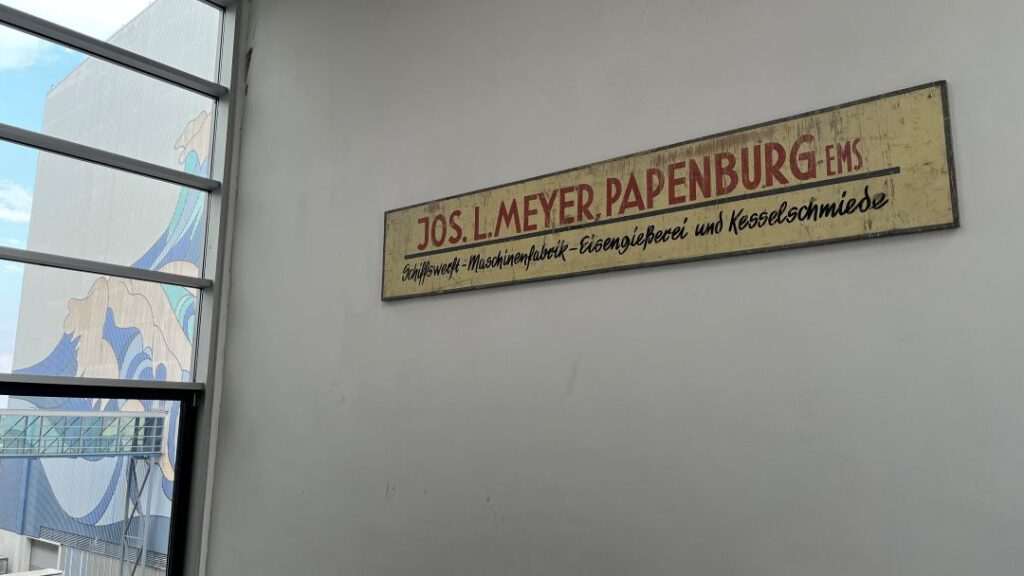 JOS. L. MEYER, PAPENBURG-EMS
Schiffswerft - Maschinenfabrik - Eisengießerei und Kesselschmiede